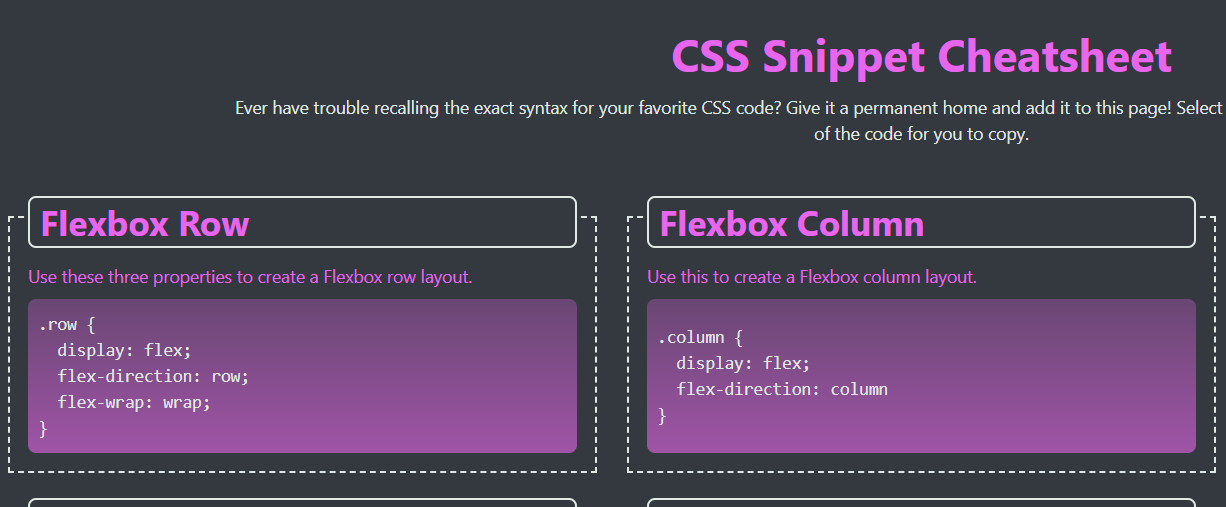 CSS Snippet Cheatsheet
Ever have trouble recalling the exact syntax for your favorite CSS code? Give it a permanent home and add it to this page! Select
of the code for you to copy.
Flexbox Row
Use these three properties to create a Flexbox row layout.
.row {
  display: flex;
  flex-direction: row;
  flex-wrap: wrap;
}
Flexbox Column
Use this to create a Flexbox column layout.
.column {
  display: flex;
  flex-direction: column
}